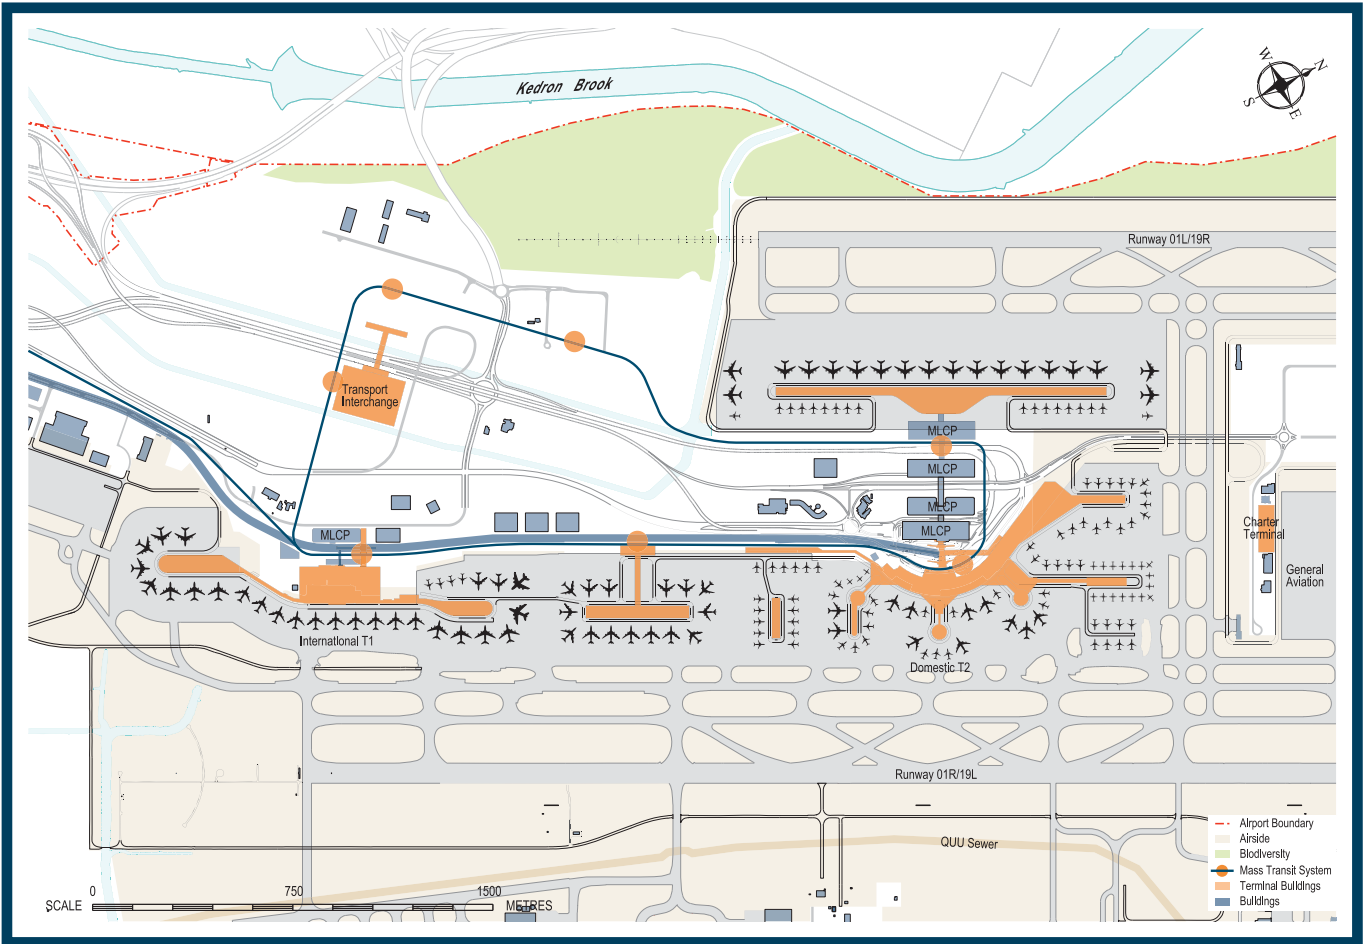 Kedron Brook
W
N
S
E
Runway 01L/19R
Transport
Interchange
MLCP
MLCP
MLCP
MLCP
MLCP
Charter
Terminal
General
Aviation
International T1
Domestic T2
Runway 01R/19L
QUU Sewer
Airport Boundary
Airside
Biodiversity
Mass Transit System
Terminal Buildings
Buildings
0 750 1500
SCALE METRES